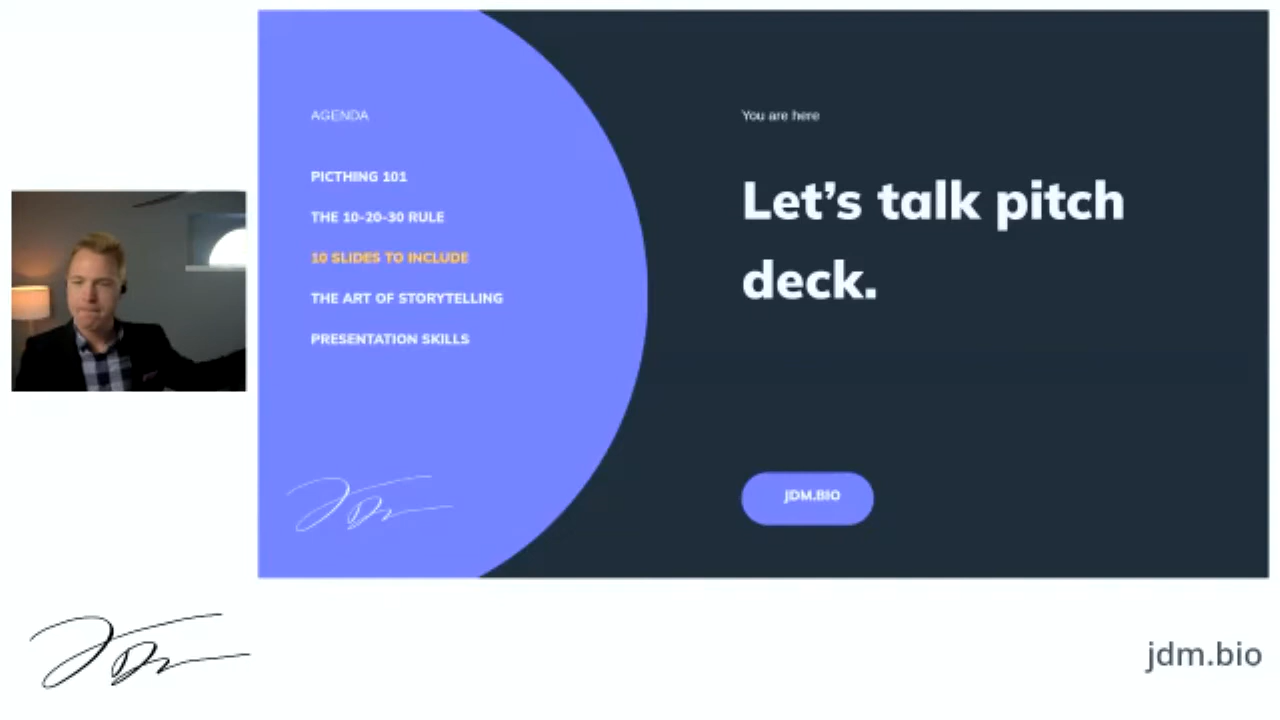 AGENDA
PICTHING 101
THE 10-20-30 RULE
10 SLIDES TO INCLUDE
THE ART OF STORYTELLING
PRESENTATION SKILLS
You are here
Let's talk pitch
deck.
JDM.BIO
jdm.bio